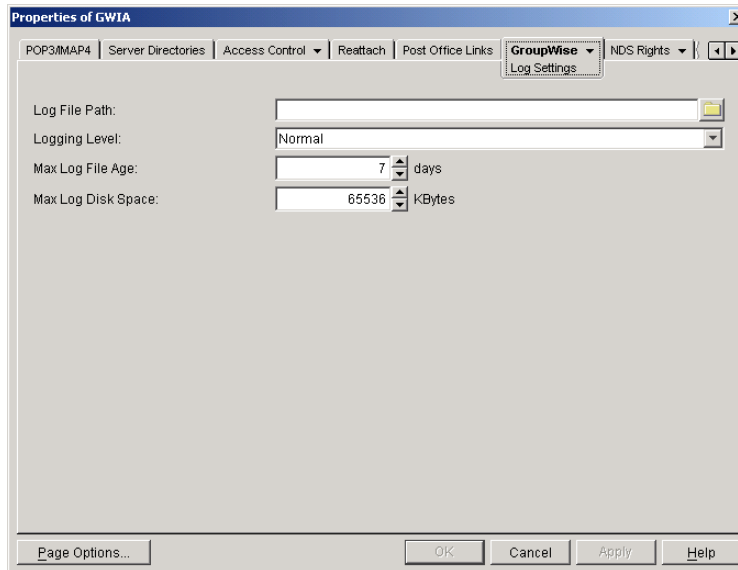 Properties of GWIA
POP3/IMAP4 Server Directories Access Control Reattach Post Office Links GroupWise NDS Rights
Log Settings
Log File Path:
Logging Level: Normal
Max Log File Age: 7 days
Max Log Disk Space: 65536 KBytes
Page Options... OK Cancel Apply Help